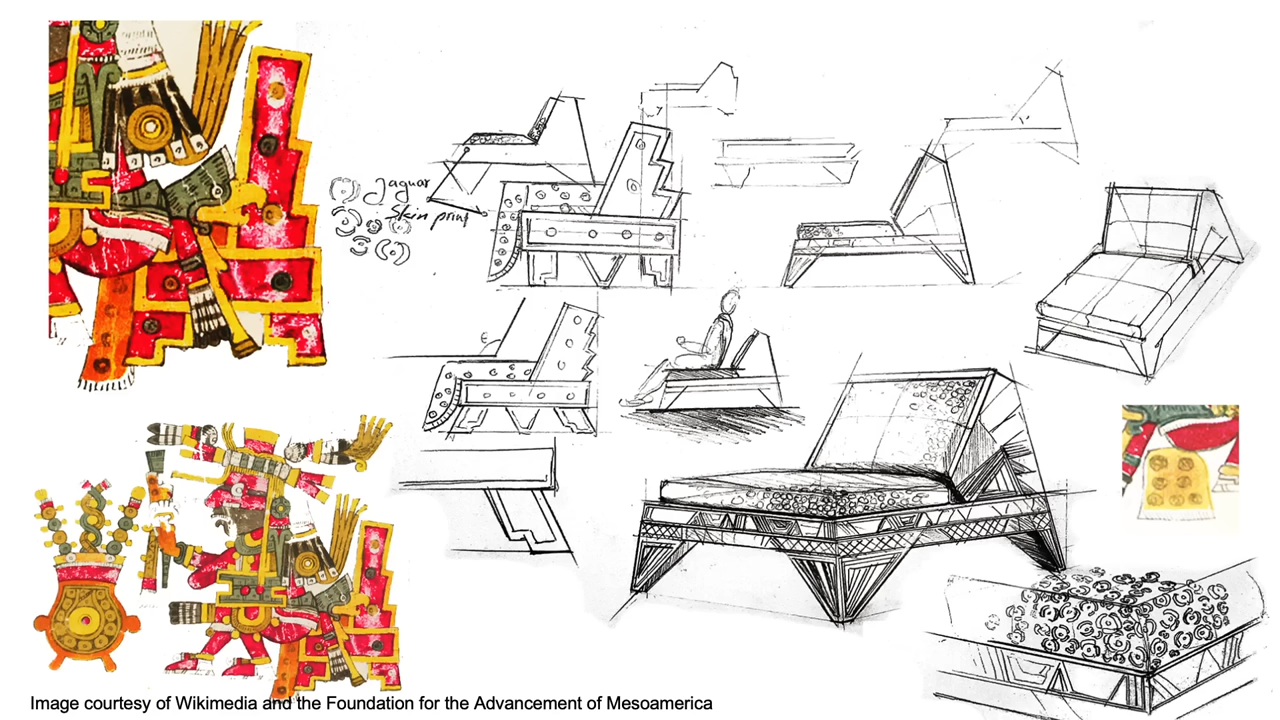 Jaguar
Skin print
Image courtesy of Wikimedia and the Foundation for the Advancement of Mesoamerica